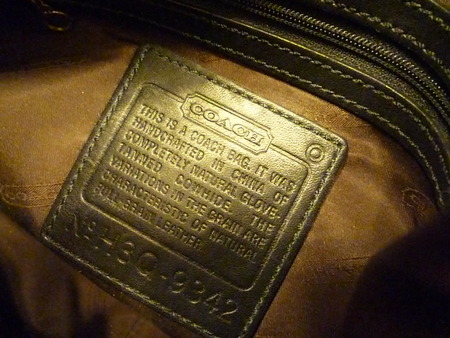 COACH
THIS IS A COACH BAG. IT WAS
HANDCRAFTED IN CHINA OF
COMPLETELY NATURAL GLOVE-
TANNED COWHIDE. THE
VARIATIONS IN THE GRAIN ARE
CHARACTERISTIC OF NATURAL
FULL GRAIN LEATHER.
Nº H3Q-9342